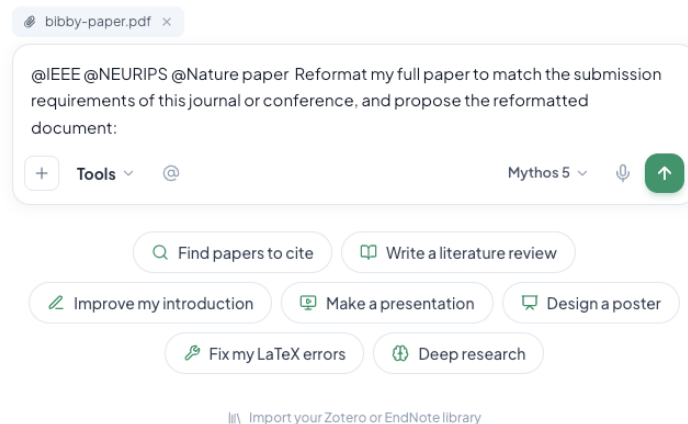 bibby-paper.pdf ×
@IEEE @NEURIPS @Nature paper  Reformat my full paper to match the submission
requirements of this journal or conference, and propose the reformatted
document:
Tools @ Mythos 5
Find papers to cite Write a literature review
Improve my introduction Make a presentation Design a poster
Fix my LaTeX errors Deep research
Import your Zotero or EndNote library